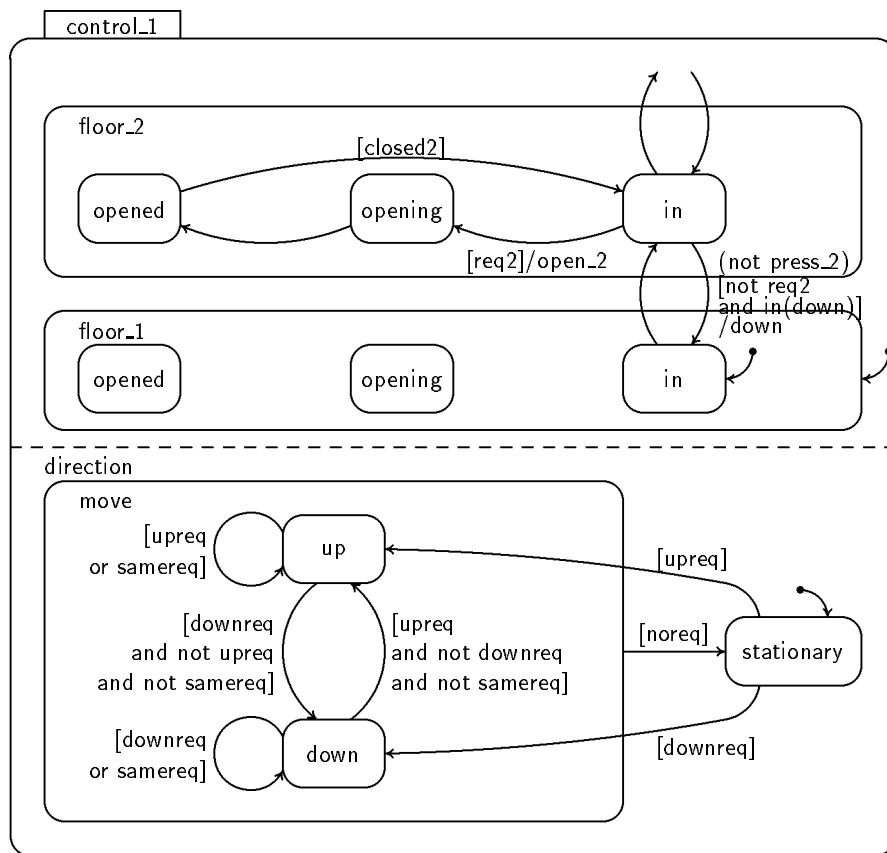 control_1
floor_2
[closed2]
opened
opening
in
[req2]/open_2
(not press_2)
[not req2
and in(down)]
/down
floor_1
opened
opening
in
direction
move
[upreq
or samereq]
up
[upreq]
[downreq
and not upreq
and not samereq]
[upreq
and not downreq
and not samereq]
[noreq]
stationary
[downreq
or samereq]
down
[downreq]